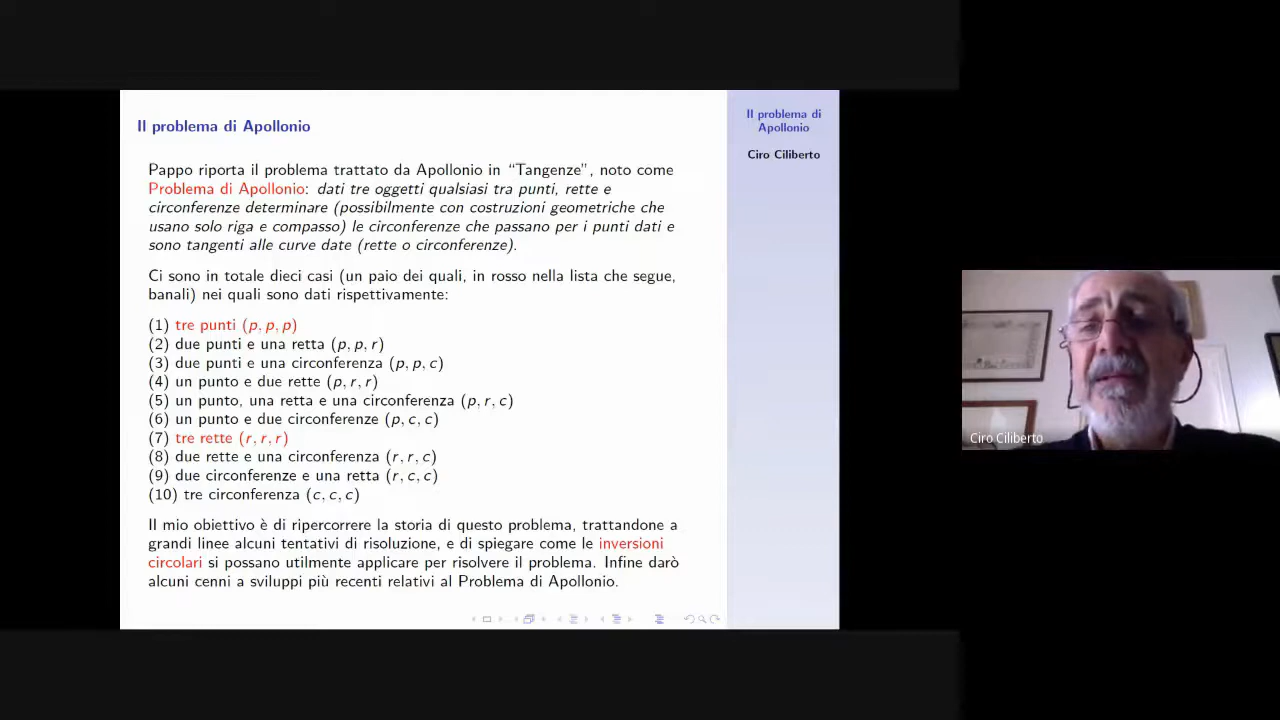 Il problema di Apollonio
Pappo riporta il problema trattato da Apollonio in “Tangenze”, noto come
Problema di Apollonio: dati tre oggetti qualsiasi tra punti, rette e
circonferenze determinare (possibilmente con costruzioni geometriche che
usano solo riga e compasso) le circonferenze che passano per i punti dati e
sono tangenti alle curve date (rette o circonferenze).
Ci sono in totale dieci casi (un paio dei quali, in rosso nella lista che segue,
banali) nei quali sono dati rispettivamente:
(1) tre punti (p, p, p)
(2) due punti e una retta (p, p, r)
(3) due punti e una circonferenza (p, p, c)
(4) un punto e due rette (p, r, r)
(5) un punto, una retta e una circonferenza (p, r, c)
(6) un punto e due circonferenze (p, c, c)
(7) tre rette (r, r, r)
(8) due rette e una circonferenza (r, r, c)
(9) due circonferenze e una retta (r, c, c)
(10) tre circonferenza (c, c, c)
Il mio obiettivo è di ripercorrere la storia di questo problema, trattandone a
grandi linee alcuni tentativi di risoluzione, e di spiegare come le inversioni
circolari si possano utilmente applicare per risolvere il problema. Infine darò
alcuni cenni a sviluppi più recenti relativi al Problema di Apollonio.
Il problema di
Apollonio
Ciro Ciliberto
Ciro Ciliberto